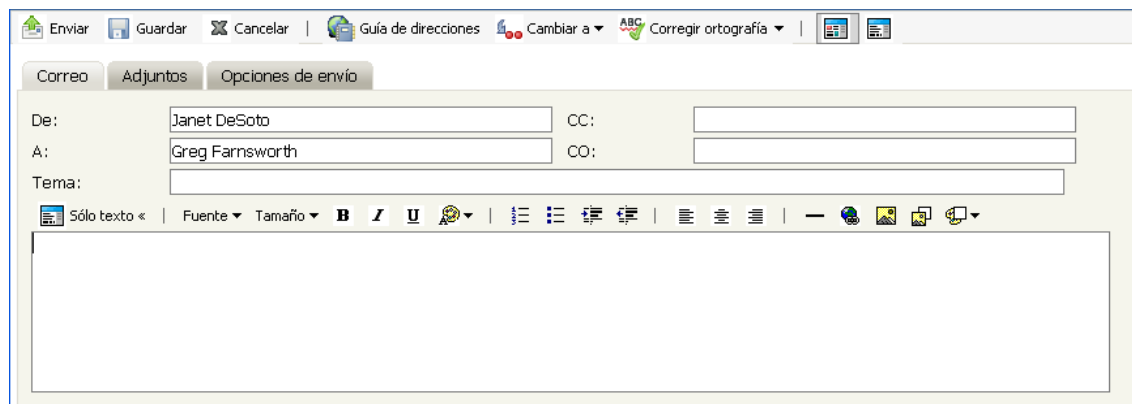 Enviar Guardar Cancelar | Guía de direcciones Cambiar a ABC Corregir ortografía |
Correo Adjuntos Opciones de envío
De: Janet DeSoto CC:
A: Greg Farnsworth CO:
Tema:
Sólo texto « | Fuente Tamaño B I U | | |